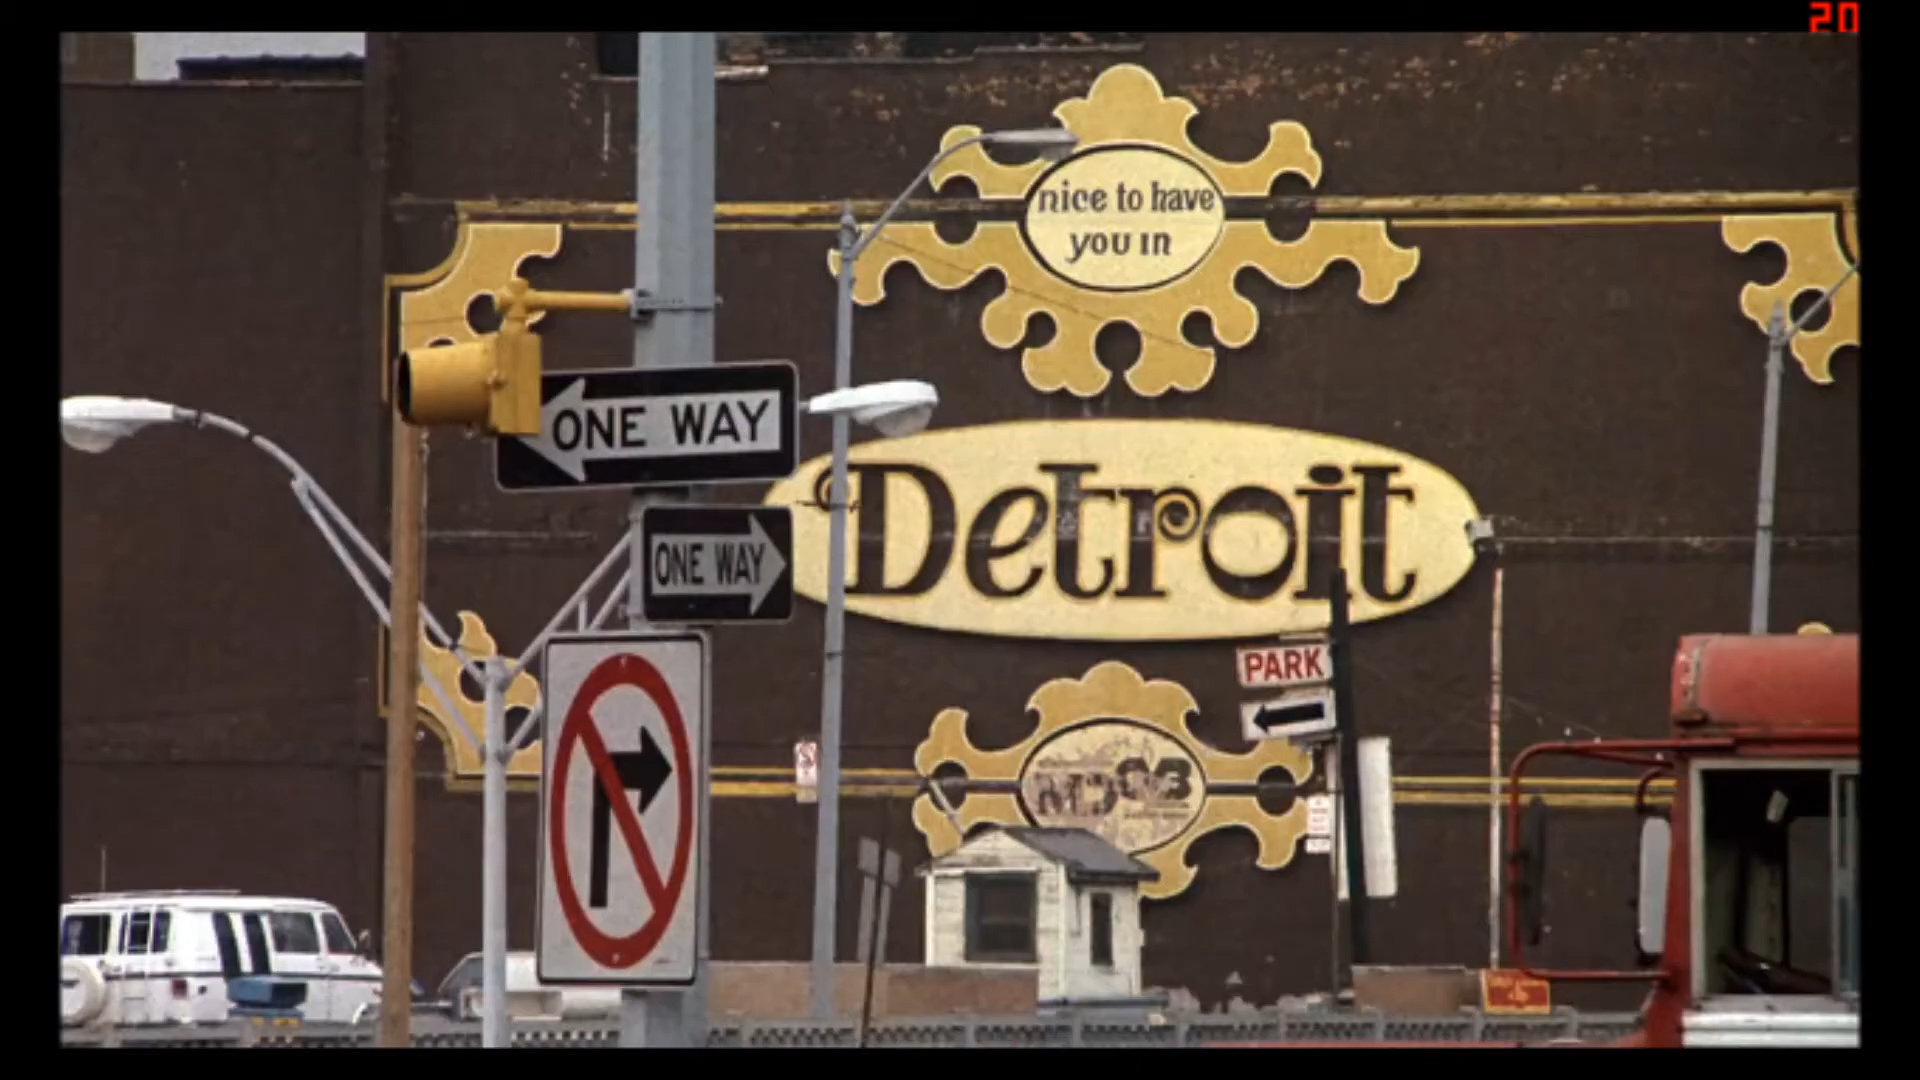 20
nice to have
you in
ONE WAY
Detroit
ONE WAY
PARK